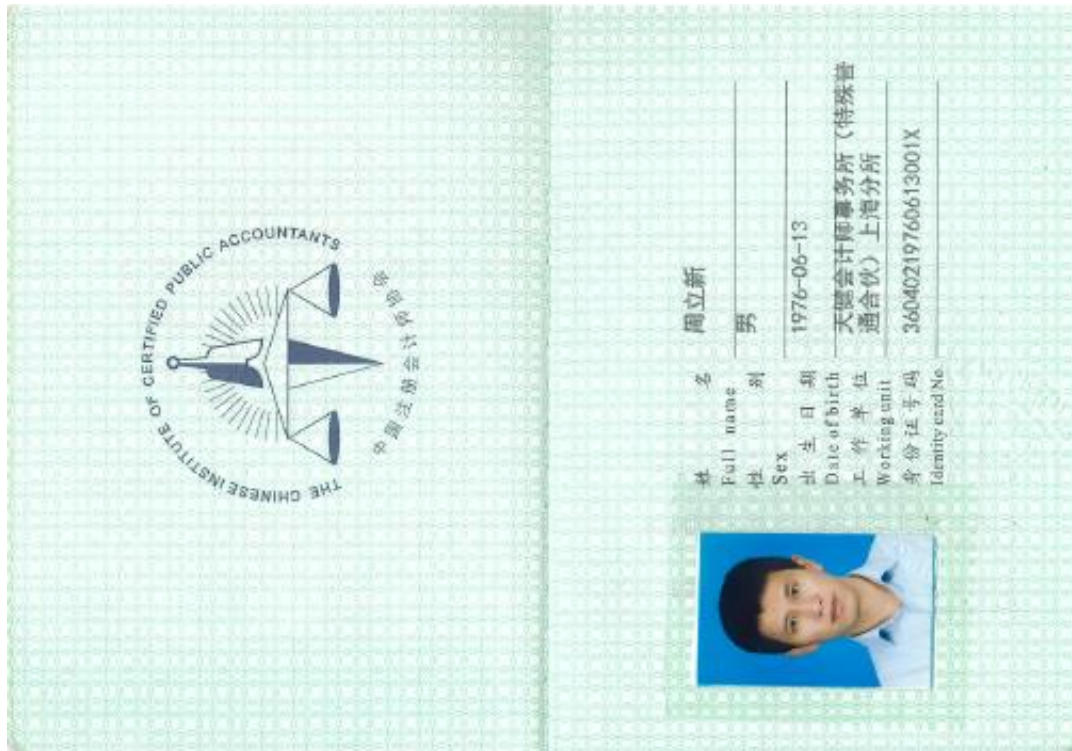 THE CHINESE INSTITUTE OF CERTIFIED PUBLIC ACCOUNTANTS
中国注册会计师协会
姓 名 周立新
Full name
性 别 男
Sex
出 生 日 期 1976-06-13
Date of birth
工 作 单 位 天健会计师事务所（特殊普
通合伙）上海分所
Working unit
身 份 证 号 码 36040219760613001X
Identity card No.